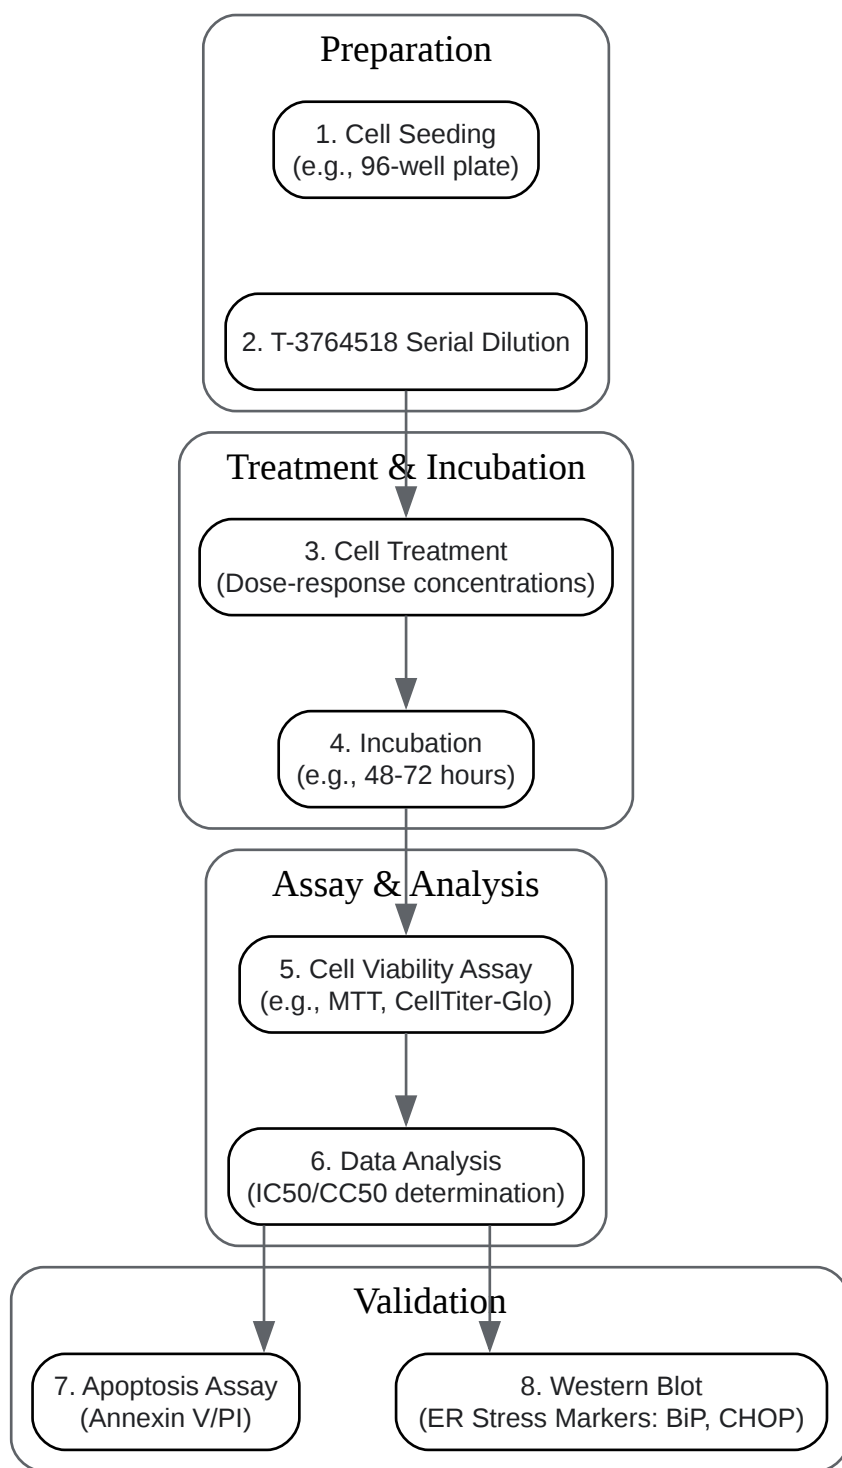 Preparation
1. Cell Seeding
(e.g., 96-well plate)
2. T-3764518 Serial Dilution
Treatment & Incubation
3. Cell Treatment
(Dose-response concentrations)
4. Incubation
(e.g., 48-72 hours)
Assay & Analysis
5. Cell Viability Assay
(e.g., MTT, CellTiter-Glo)
6. Data Analysis
(IC50/CC50 determination)
Validation
7. Apoptosis Assay
(Annexin V/PI)
8. Western Blot
(ER Stress Markers: BiP, CHOP)